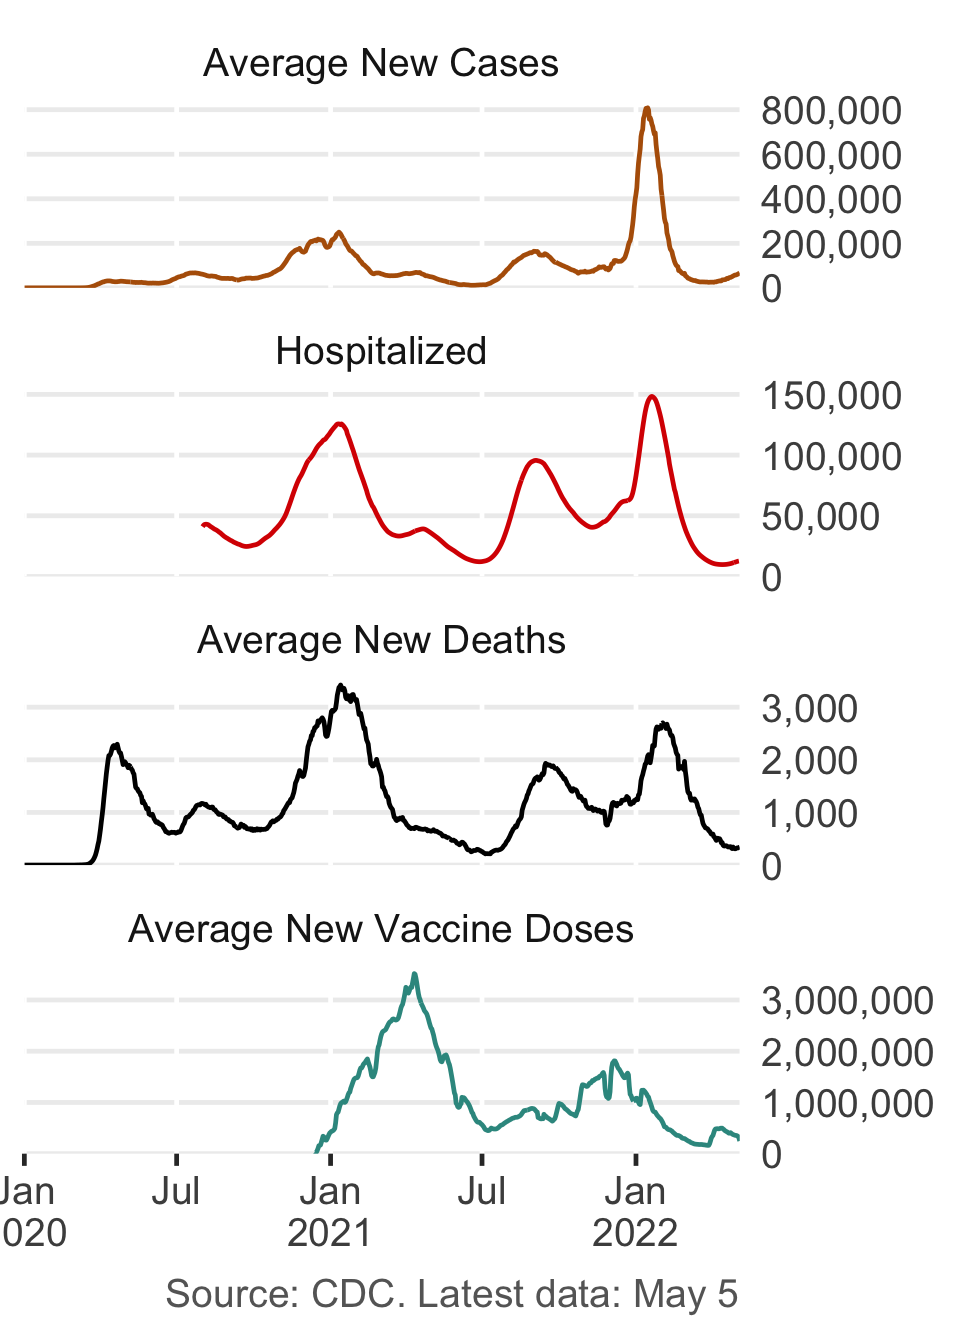 Average New Cases
800,000
600,000
400,000
200,000
0
Hospitalized
150,000
100,000
50,000
0
Average New Deaths
3,000
2,000
1,000
0
Average New Vaccine Doses
3,000,000
2,000,000
1,000,000
0
Jan Jul Jan Jul Jan
020 2021 2022
Source: CDC. Latest data: May 5